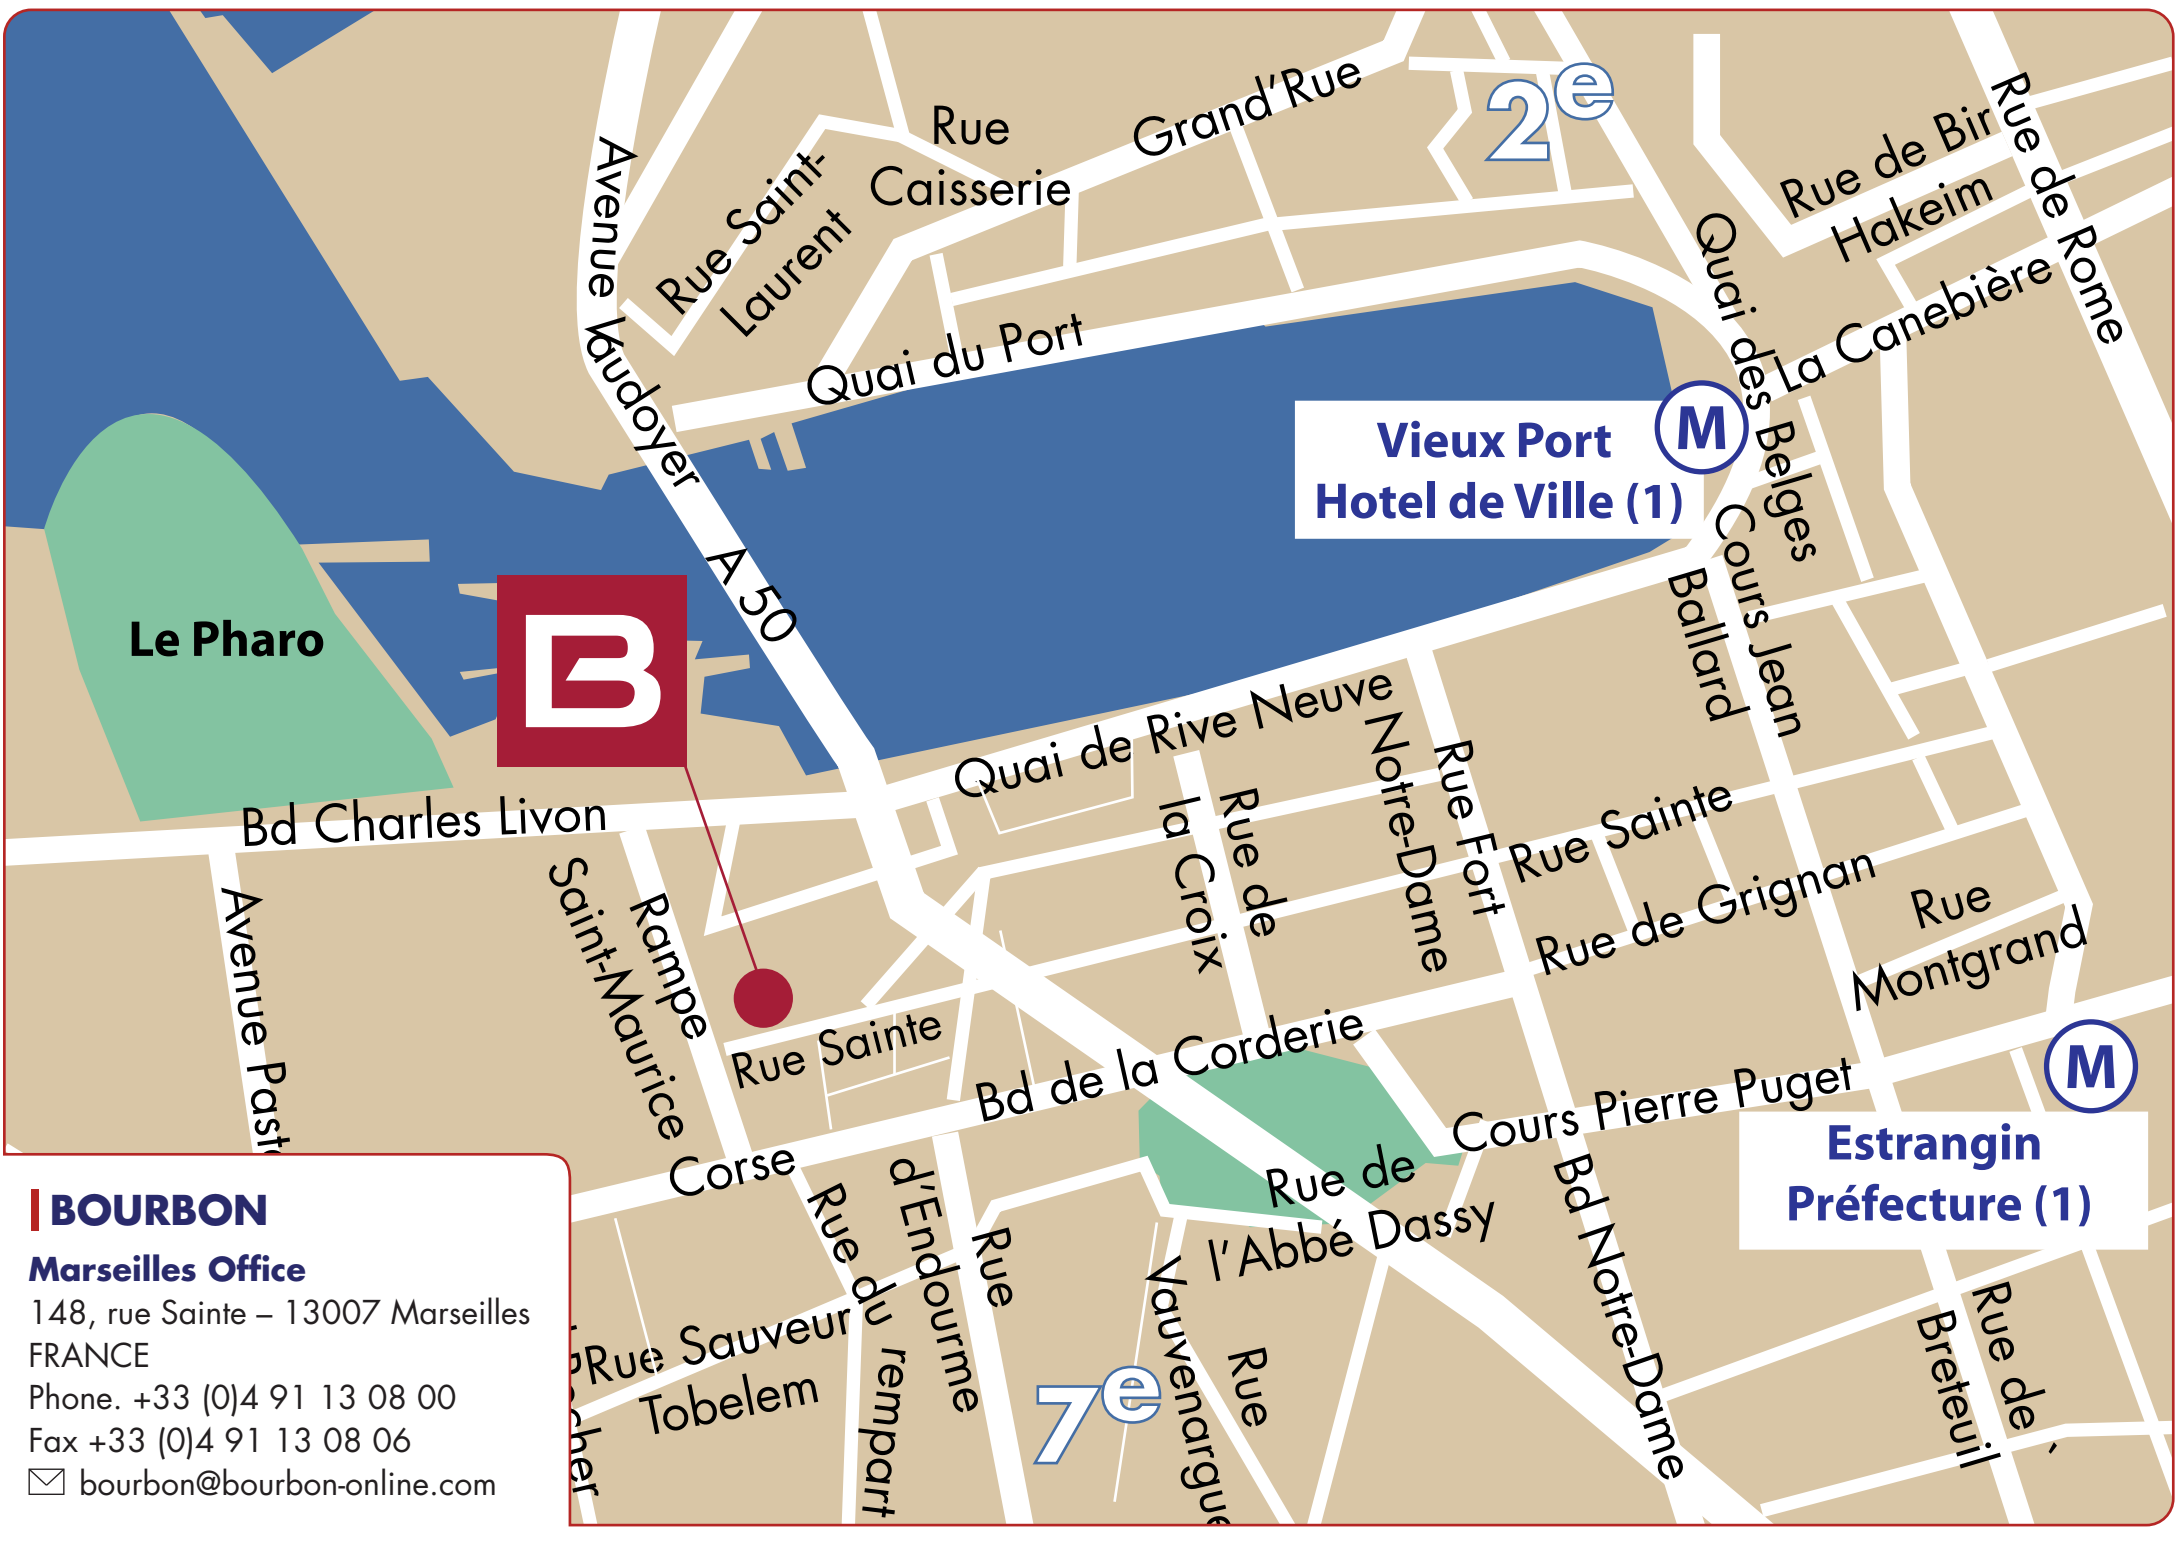 Avenue Vaudoyer
A 50
Rue Saint-
Laurent
Rue
Caisserie
Grand'Rue
2e
Quai du Port
Rue de Bir
Hakeim
Rue de Rome
Quai des Belges
La Canebière
M
Vieux Port
Hotel de Ville (1)
Cours Jean
Ballard
Le Pharo
B
Bd Charles Livon
Quai de Rive Neuve
Rue Fort
Notre-Dame
Rue de
la Croix
Rue Sainte
Rue de Grignan
Rue
Montgrand
Avenue Paste
Rampe
Saint-Maurice
Rue Sainte
Bd de la Corderie
Cours Pierre Puget
M
Estrangin
Préfecture (1)
Corse
Rue de
l'Abbé Dassy
Bd Notre-Dame
Rue du rempart
Rue
d'Endourme
Rue Sauveur
Tobelem
7e
Rue
Vauvenargue
Rue de
Breteuil
cher
BOURBON
Marseilles Office
148, rue Sainte – 13007 Marseilles
FRANCE
Phone. +33 (0)4 91 13 08 00
Fax +33 (0)4 91 13 08 06
bourbon@bourbon-online.com